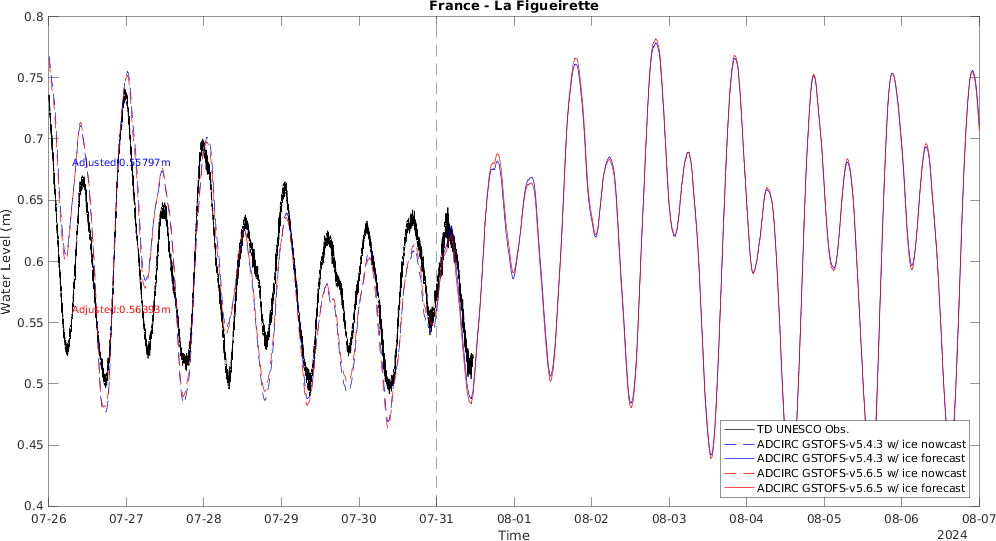 France - La Figueirette
0.8
0.75
0.7
0.65
0.6
0.55
0.5
0.45
0.4
Water Level (m)
Adjusted:0.55797m
Adjusted:0.56393m
TD UNESCO Obs.
ADCIRC GSTOFS-v5.4.3 w/ ice nowcast
ADCIRC GSTOFS-v5.4.3 w/ ice forecast
ADCIRC GSTOFS-v5.6.5 w/ ice nowcast
ADCIRC GSTOFS-v5.6.5 w/ ice forecast
07-26 07-27 07-28 07-29 07-30 07-31 08-01 08-02 08-03 08-04 08-05 08-06 08-07
Time
2024